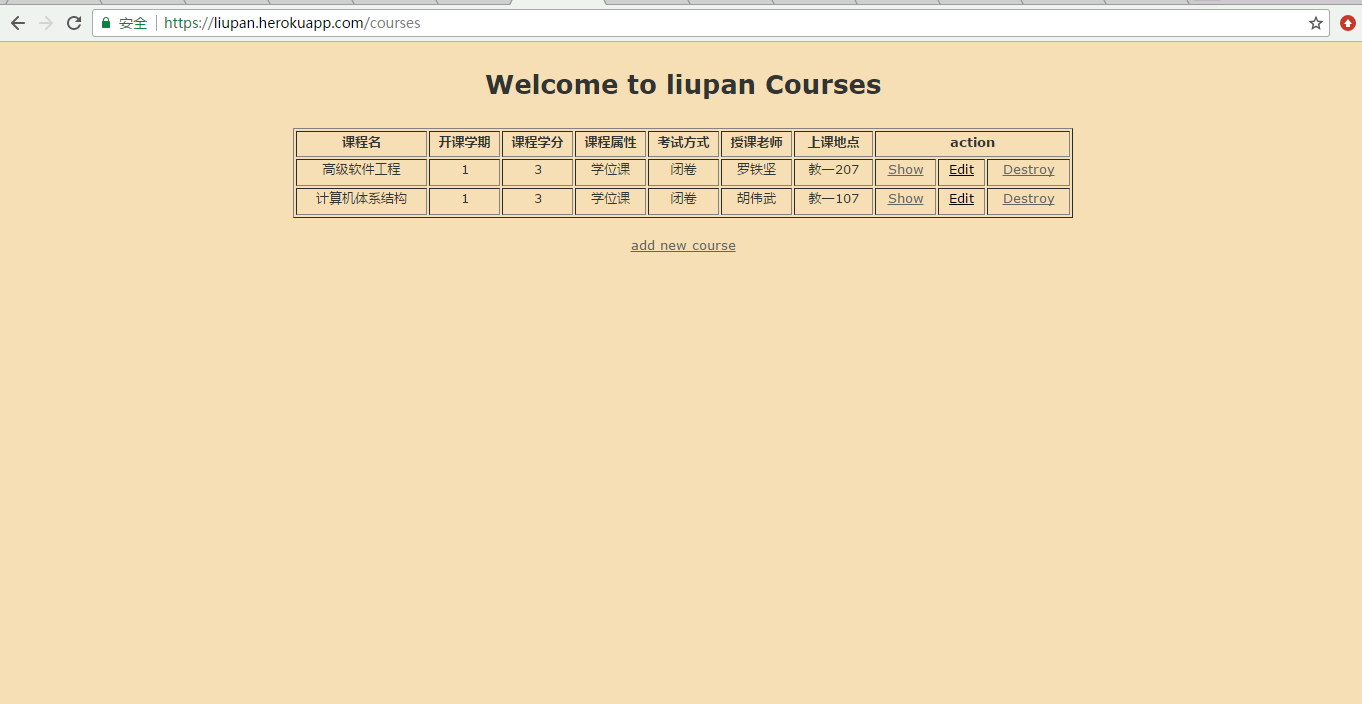 安全 https://liupan.herokuapp.com/courses
Welcome to liupan Courses
课程名 开课学期 课程学分 课程属性 考试方式 授课老师 上课地点 action
高级软件工程 1 3 学位课 闭卷 罗铁坚 教一207 Show Edit Destroy
计算机体系结构 1 3 学位课 闭卷 胡伟武 教一107 Show Edit Destroy
add new course